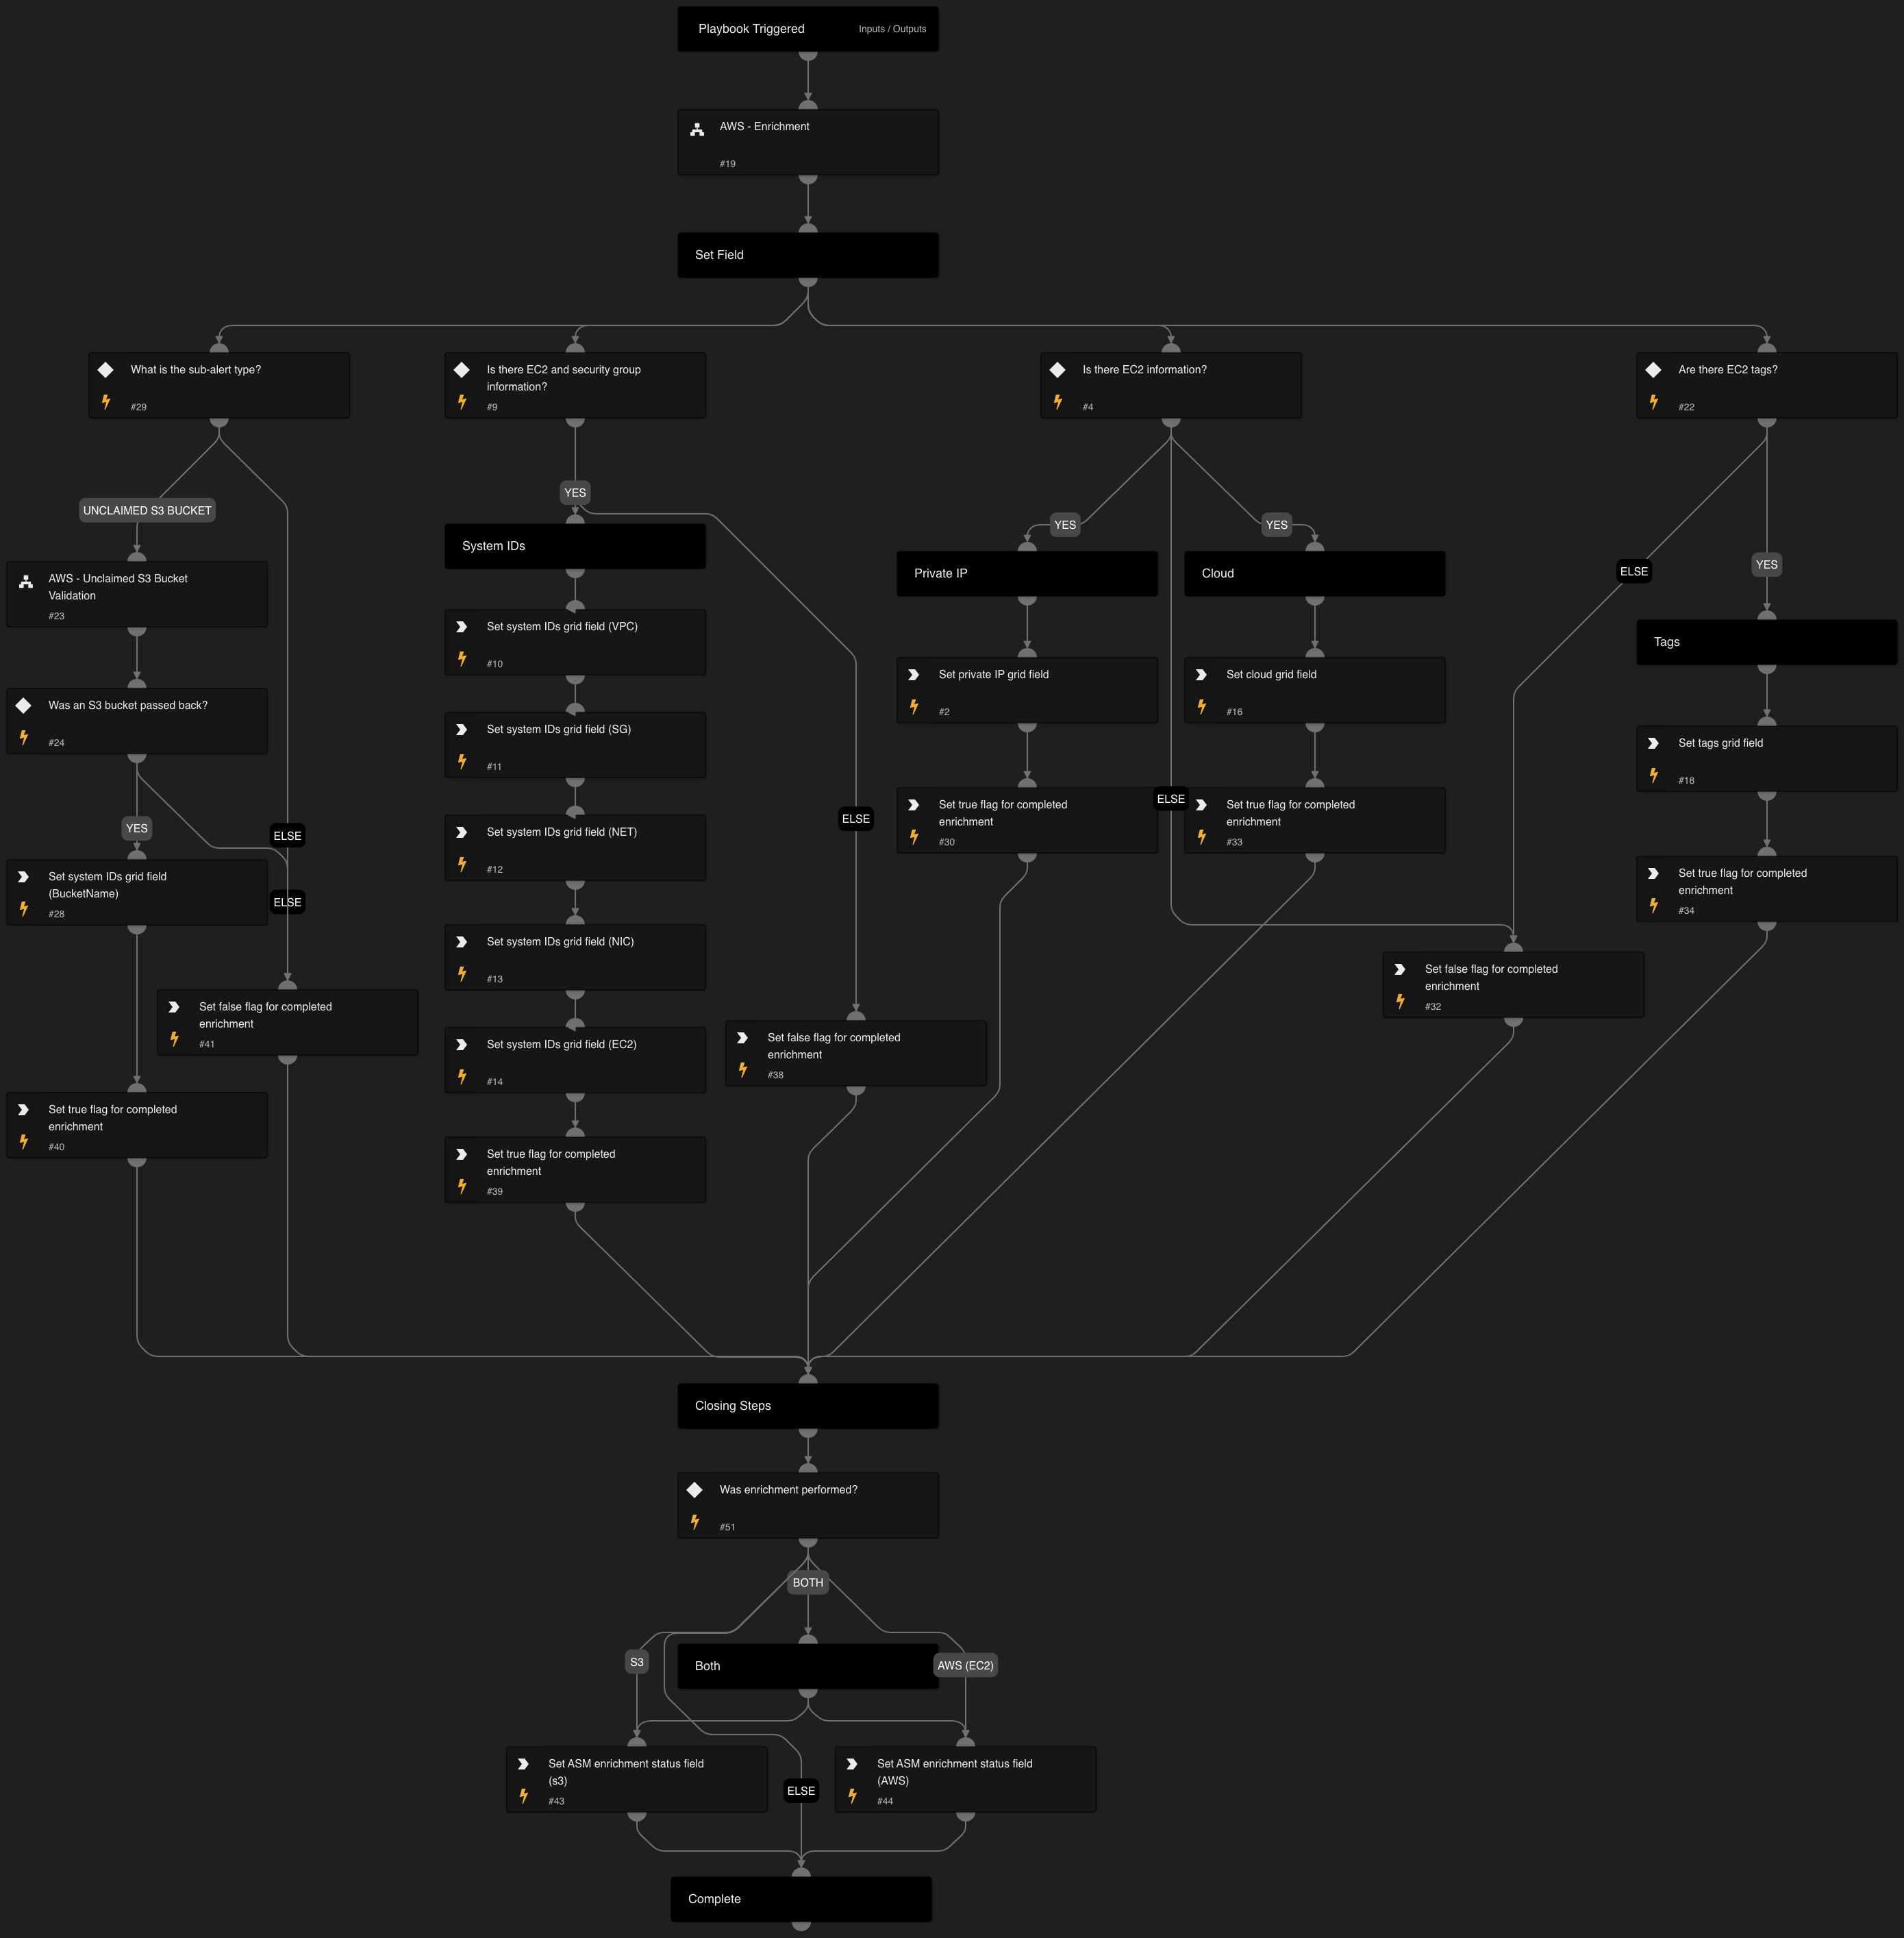 Playbook Triggered
Inputs / Outputs
AWS - Enrichment
#19
Set Field
What is the sub-alert type?
#29
Is there EC2 and security group
information?
#9
Is there EC2 information?
#4
Are there EC2 tags?
#22
UNCLAIMED S3 BUCKET
YES
YES
YES
ELSE
YES
AWS - Unclaimed S3 Bucket
Validation
#23
System IDs
Private IP
Cloud
Tags
Set system IDs grid field (VPC)
#10
Was an S3 bucket passed back?
#24
Set private IP grid field
#2
Set cloud grid field
#16
Set system IDs grid field (SG)
#11
Set tags grid field
#18
YES
ELSE
ELSE
ELSE
Set system IDs grid field (NET)
#12
Set true flag for completed
enrichment
#30
Set true flag for completed
enrichment
#33
Set system IDs grid field
(BucketName)
#28
ELSE
Set true flag for completed
enrichment
#34
Set system IDs grid field (NIC)
#13
Set false flag for completed
enrichment
#32
Set false flag for completed
enrichment
#41
Set system IDs grid field (EC2)
#14
Set false flag for completed
enrichment
#38
Set true flag for completed
enrichment
#40
Set true flag for completed
enrichment
#39
Closing Steps
Was enrichment performed?
#51
BOTH
S3
Both
AWS (EC2)
Set ASM enrichment status field
(s3)
#43
ELSE
Set ASM enrichment status field
(AWS)
#44
Complete